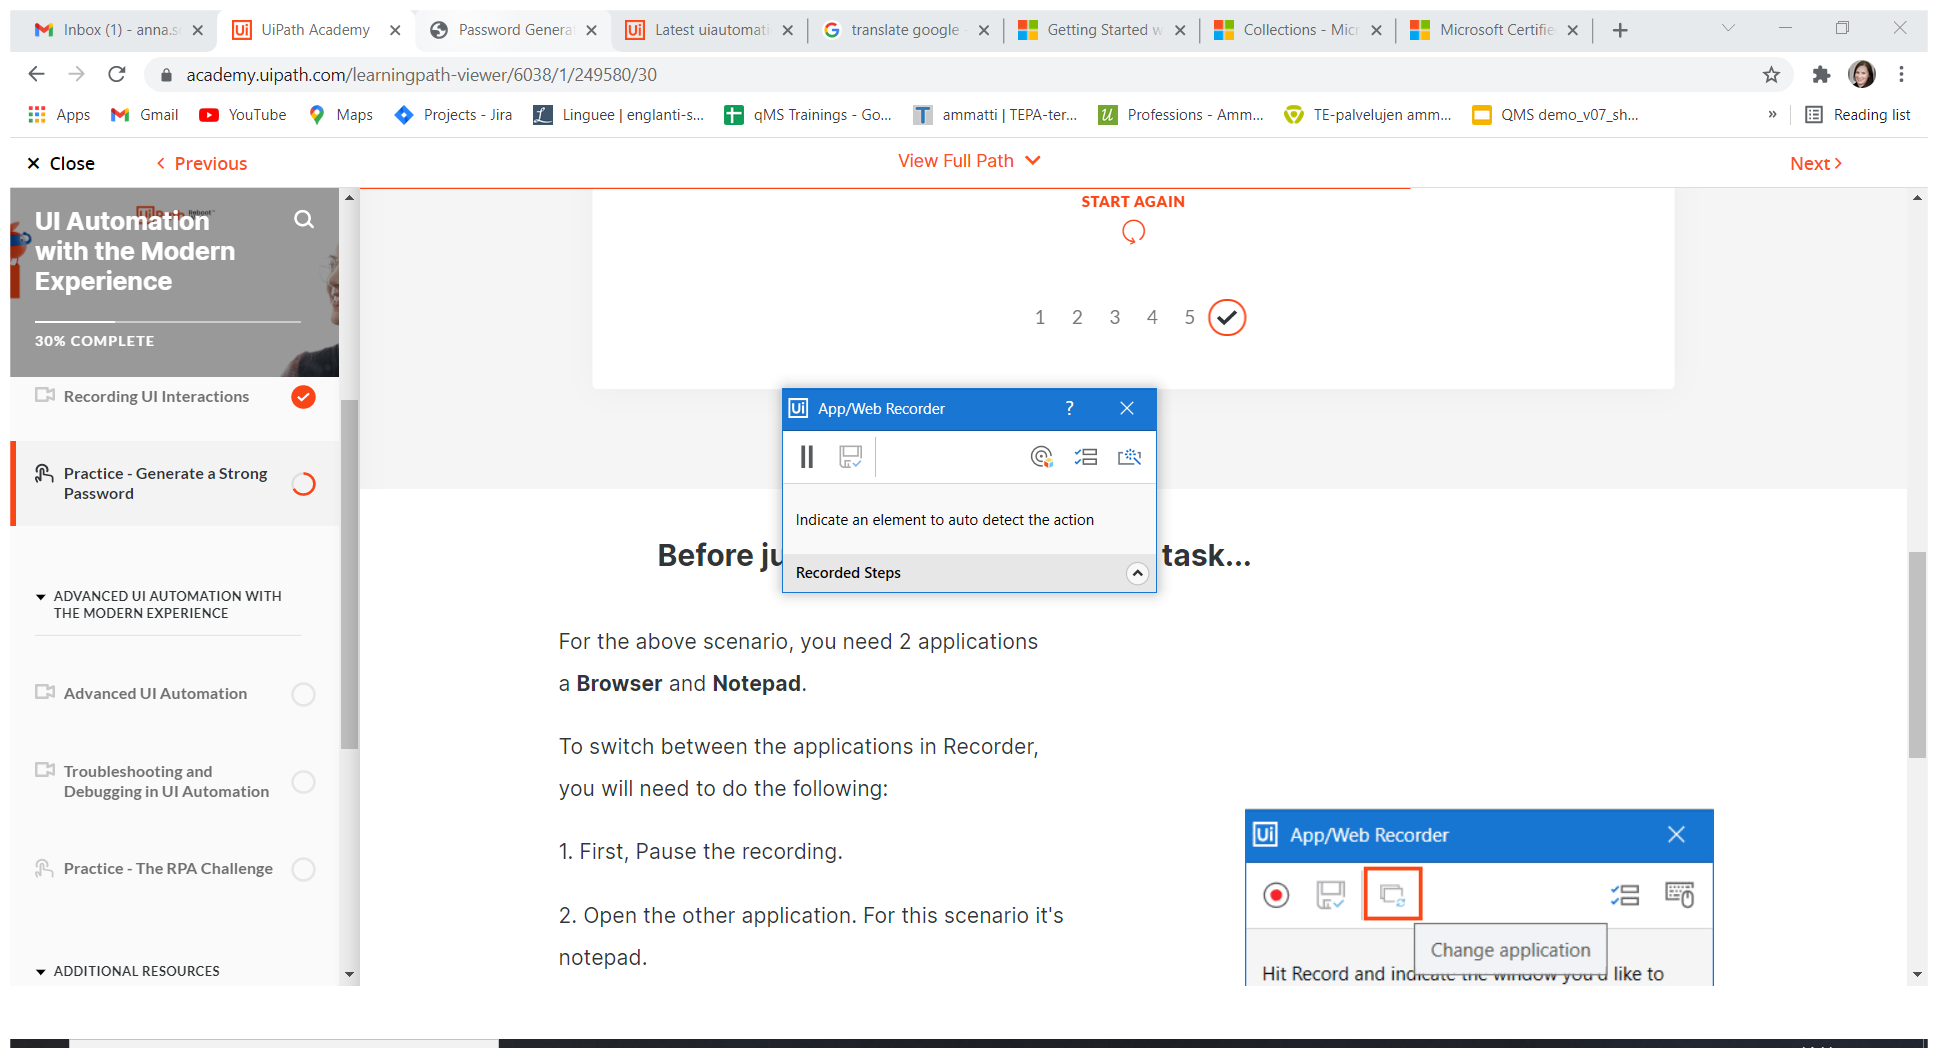 Inbox (1) - anna.s
UiPath Academy
Password Genera
Latest uiautomati
translate google
Getting Started w
Collections - Mic
Microsoft Certifie
academy.uipath.com/learningpath-viewer/6038/1/249580/30
Apps
Gmail
YouTube
Maps
Projects - Jira
Linguee | englanti-s...
qMS Trainings - Go...
ammatti | TEPA-ter...
Professions - Amm...
TE-palvelujen amm...
QMS demo_v07_sh...
»
Reading list
Close
Previous
View Full Path
Next
UI Automation
with the Modern
Experience
30% COMPLETE
Recording UI Interactions
Practice - Generate a Strong
Password
ADVANCED UI AUTOMATION WITH
THE MODERN EXPERIENCE
Advanced UI Automation
Troubleshooting and
Debugging in UI Automation
Practice - The RPA Challenge
ADDITIONAL RESOURCES
START AGAIN
1 2 3 4 5
Ui App/Web Recorder ?
Indicate an element to auto detect the action
Recorded Steps
Before ju
task...
For the above scenario, you need 2 applications
a Browser and Notepad.
To switch between the applications in Recorder,
you will need to do the following:
1. First, Pause the recording.
2. Open the other application. For this scenario it's
notepad.
Ui App/Web Recorder
Change application
Hit Record and indicate the window you'd like to